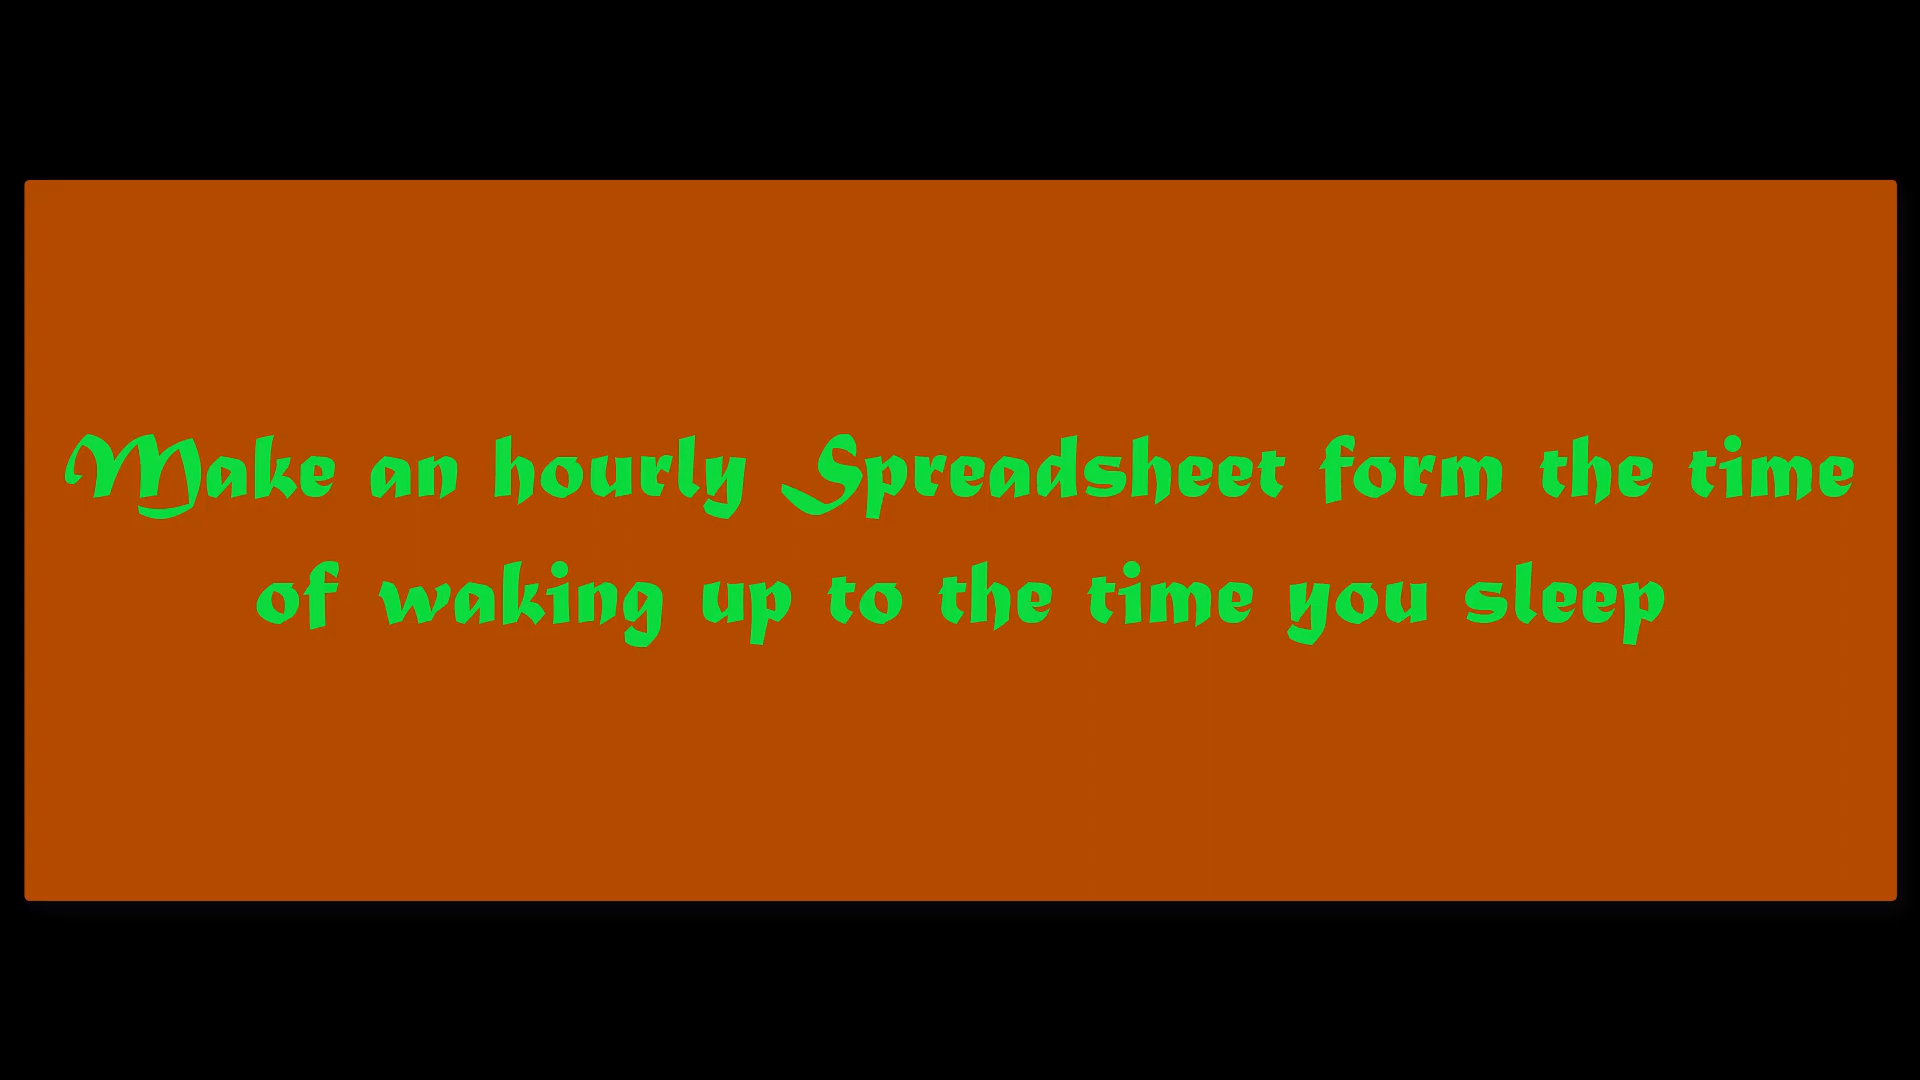 Make an hourly Spreadsheet form the time
of waking up to the time you sleep